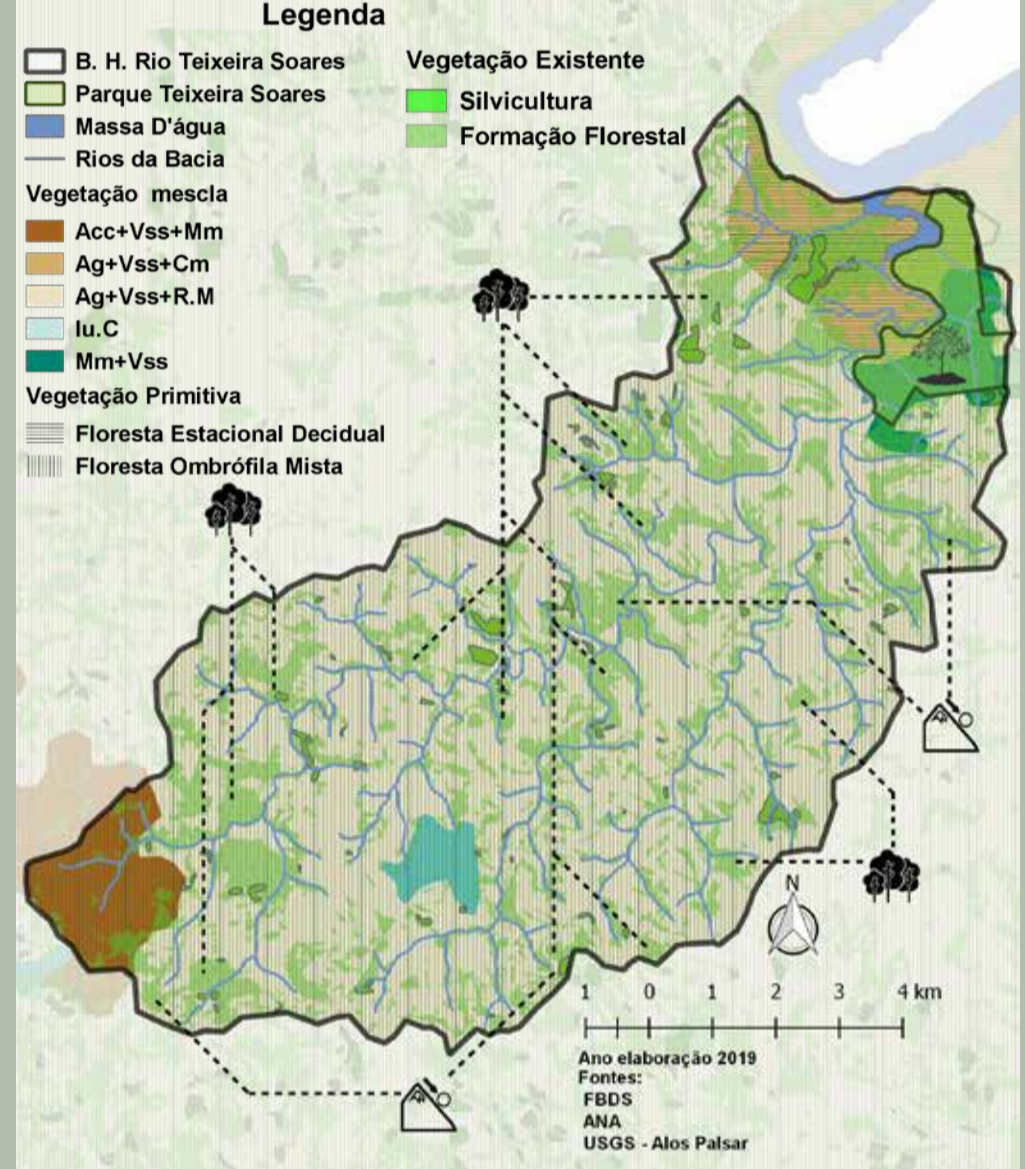 Legenda
B. H. Rio Teixeira Soares
Parque Teixeira Soares
Massa D'água
Rios da Bacia
Vegetação mescla
Acc+Vss+Mm
Ag+Vss+Cm
Ag+Vss+R.M
Iu.C
Mm+Vss
Vegetação Primitiva
Floresta Estacional Decidual
Floresta Ombrófila Mista
Vegetação Existente
Silvicultura
Formação Florestal
N
1 0 1 2 3 4 km
Ano elaboração 2019
Fontes:
FBDS
ANA
USGS - Alos Palsar